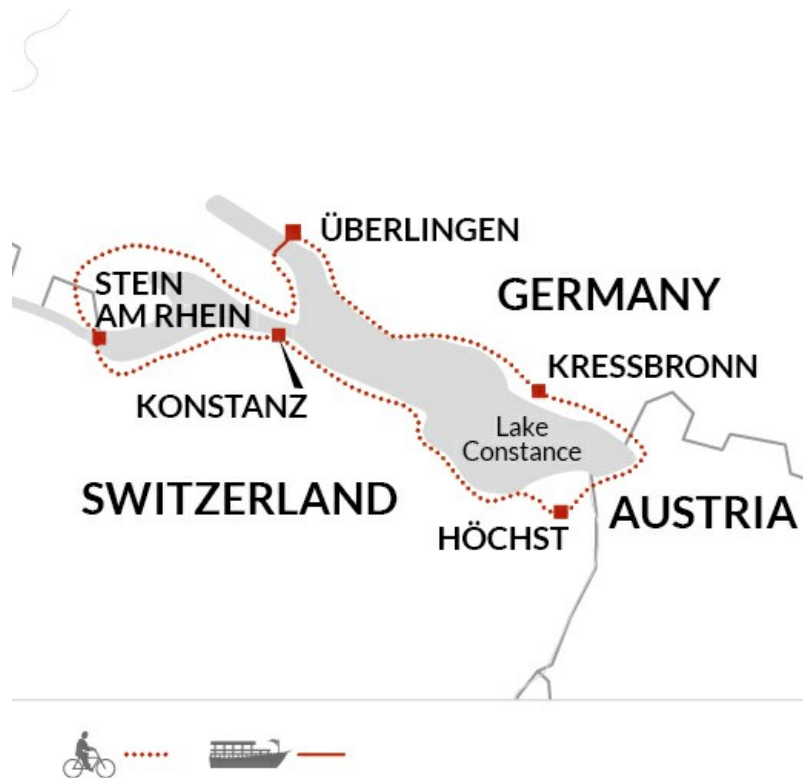 ÜBERLINGEN
GERMANY
STEIN
AM RHEIN
KRESSBRONN
KONSTANZ
Lake
Constance
SWITZERLAND
AUSTRIA
HÖCHST